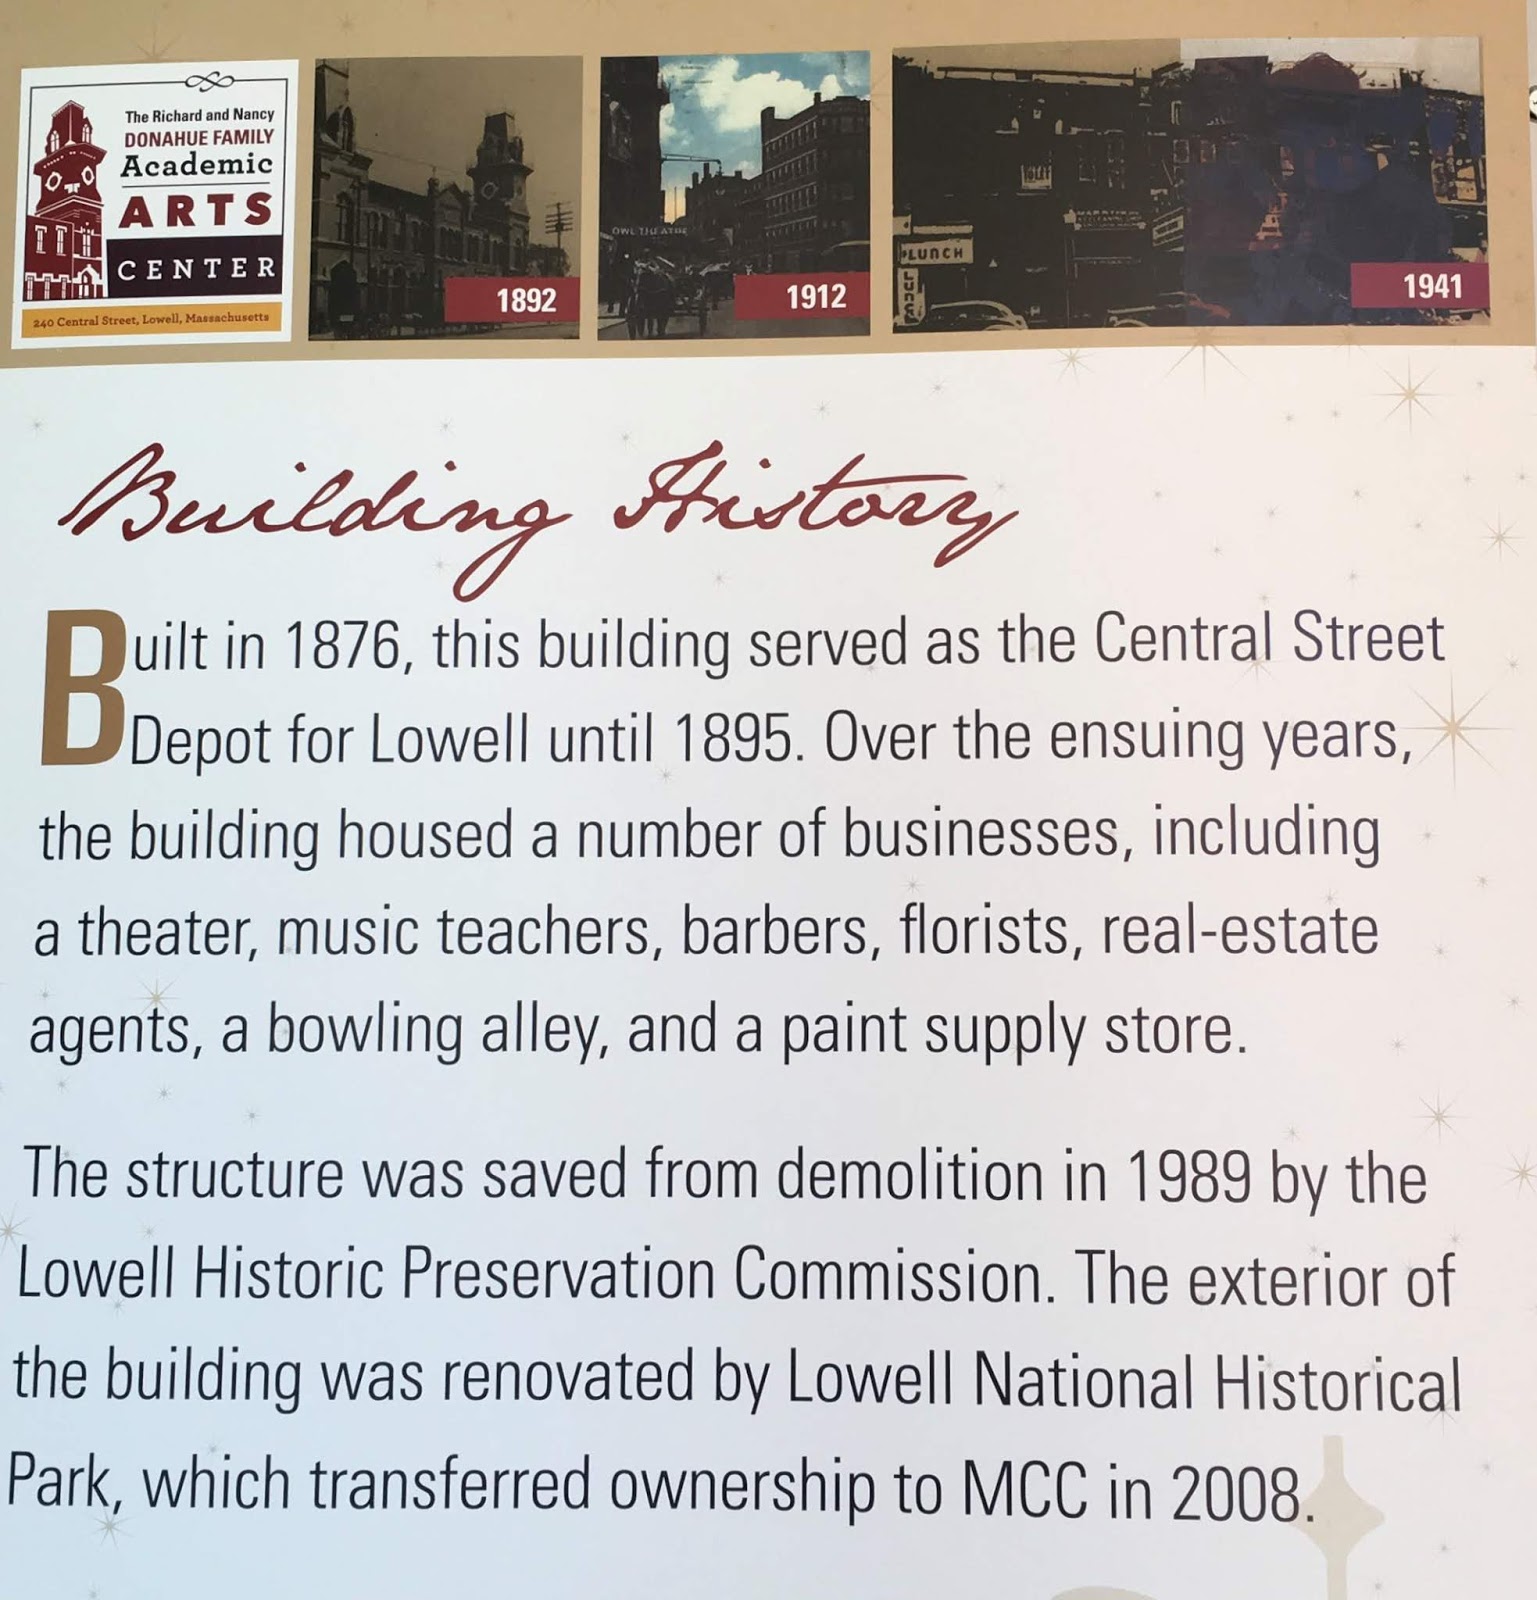 The Richard and Nancy
DONAHUE FAMILY
Academic
ARTS
CENTER
240 Central Street, Lowell, Massachusetts
1892
OWL THEATRE
1912
LUNCH
LUNCH
1941
Building History
Built in 1876, this building served as the Central Street
Depot for Lowell until 1895. Over the ensuing years,
the building housed a number of businesses, including
a theater, music teachers, barbers, florists, real-estate
agents, a bowling alley, and a paint supply store.
The structure was saved from demolition in 1989 by the
Lowell Historic Preservation Commission. The exterior of
the building was renovated by Lowell National Historical
Park, which transferred ownership to MCC in 2008.